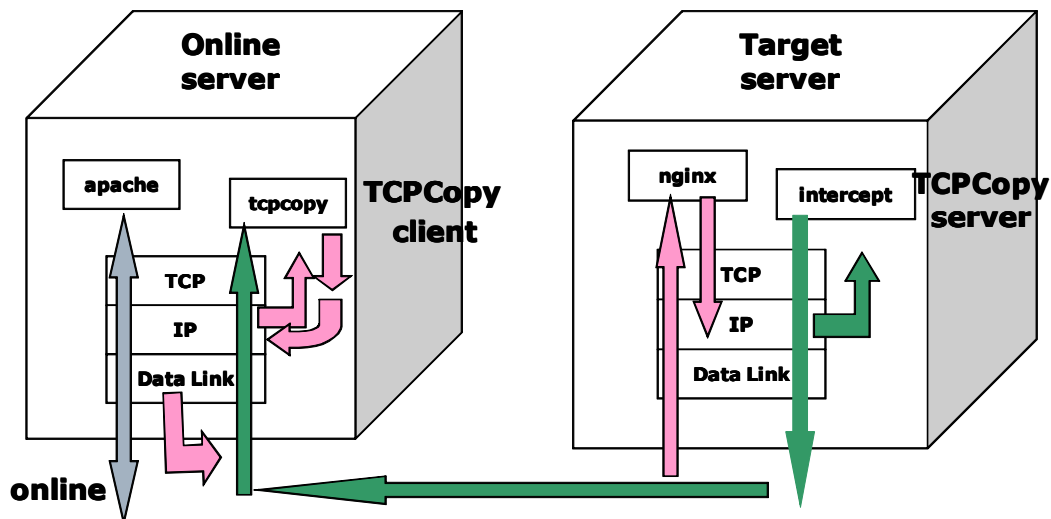 Online
server
apache
tcpcopy
TCPCopy
client
TCP
IP
Data Link
online
Target
server
nginx
intercept
TCPCopy
server
TCP
IP
Data Link